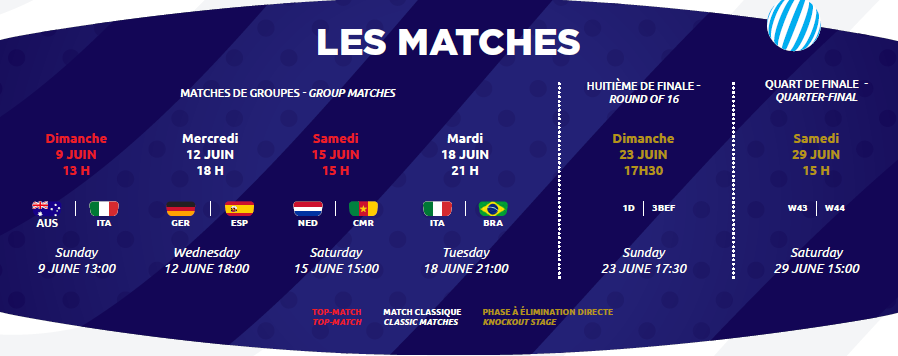 LES MATCHES
MATCHES DE GROUPES - GROUP MATCHES
HUITIÈME DE FINALE -
ROUND OF 16
QUART DE FINALE -
QUARTER-FINAL
Dimanche
9 JUIN
13 H
AUS
ITA
Sunday
9 JUNE 13:00
Mercredi
12 JUIN
18 H
GER
ESP
Wednesday
12 JUNE 18:00
Samedi
15 JUIN
15 H
NED
CMR
Saturday
15 JUNE 15:00
Mardi
18 JUIN
21 H
ITA
BRA
Tuesday
18 JUNE 21:00
Dimanche
23 JUIN
17H30
1D
3BEF
Sunday
23 JUNE 17:30
Samedi
29 JUIN
15 H
W43
W44
Saturday
29 JUNE 15:00
TOP-MATCH
TOP-MATCH
MATCH CLASSIQUE
CLASSIC MATCHES
PHASE À ÉLIMINATION DIRECTE
KNOCKOUT STAGE